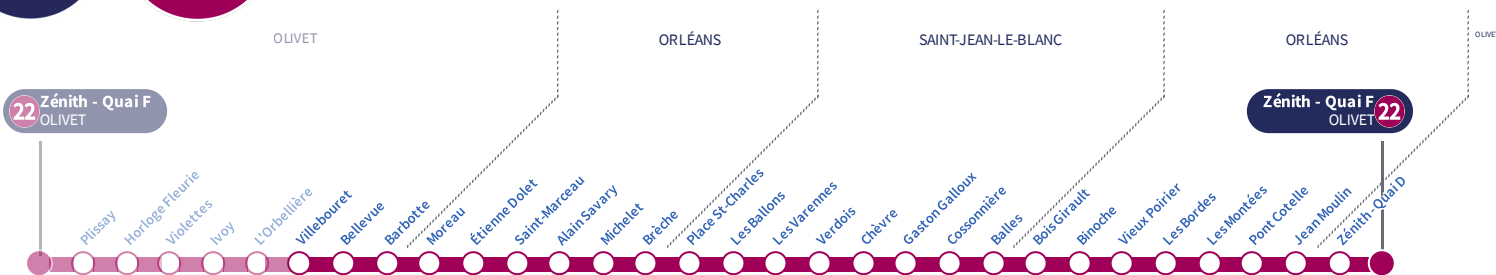 OLIVET
ORLÉANS
SAINT-JEAN-LE-BLANC
ORLÉANS
OLIVE
22 Zénith - Quai F
OLIVET
Zénith - Quai F 22
OLIVET
Plissay
Horloge Fleurie
Violettes
Ivoy
L'Orbellière
Villebouret
Bellevue
Barbotte
Moreau
Étienne Dolet
Saint-Marceau
Alain Savary
Michelet
Brèche
Place St-Charles
Les Ballons
Les Varennes
Verdois
Chèvre
Gaston Galloux
Cossonnière
Balles
Bois Girault
Binoche
Vieux Poirier
Les Bordes
Les Montées
Pont Cotelle
Jean Moulin
Zénith - Quai D